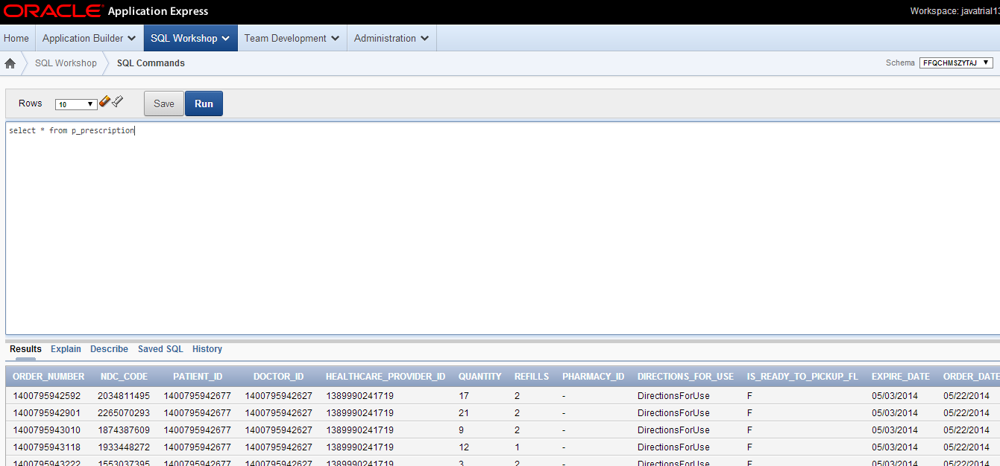 ORACLE Application Express
Workspace: javatrial13
Home Application Builder SQL Workshop Team Development Administration
SQL Workshop SQL Commands Schema FFQCHMSZYTAJ
Rows 10 Save Run
select * from p_prescription
Results Explain Describe Saved SQL History
ORDER_NUMBER NDC_CODE PATIENT_ID DOCTOR_ID HEALTHCARE_PROVIDER_ID QUANTITY REFILLS PHARMACY_ID DIRECTIONS_FOR_USE IS_READY_TO_PICKUP_FL EXPIRE_DATE ORDER_DATE
1400795942592 2034811495 1400795942677 1400795942627 1389990241719 17 2 - DirectionsForUse F 05/03/2014 05/22/2014
1400795942901 2265070293 1400795942677 1400795942627 1389990241719 21 2 - DirectionsForUse F 05/03/2014 05/22/2014
1400795943010 1874387609 1400795942677 1400795942627 1389990241719 9 2 - DirectionsForUse F 05/03/2014 05/22/2014
1400795943118 1933448272 1400795942677 1400795942627 1389990241719 12 1 - DirectionsForUse F 05/03/2014 05/22/2014
1400795943222 1553037395 1400795942677 1400795942627 1389990241719 3 2 - DirectionsForUse F 05/03/2014 05/22/2014